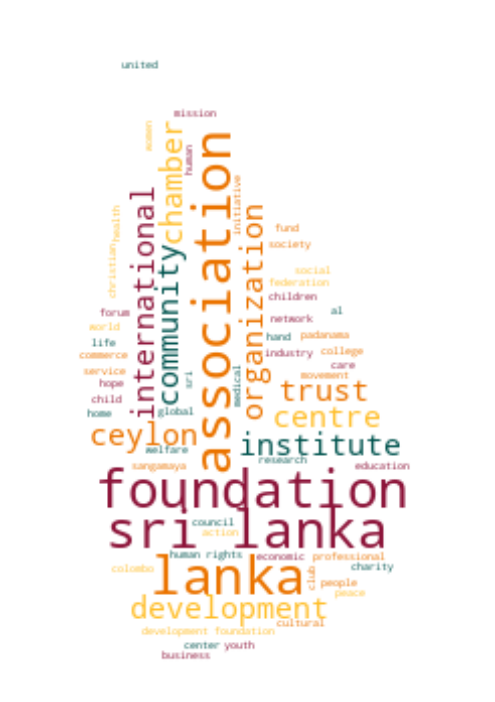 united
mission
women
human
chamber
association
initiative
international
organization
health
christian
community
fund
society
social
federation
children
al
forum
network
world
life
hand
padanama
commerce
industry
college
care
service
sri
medical
movement
hope
child
trust
home
global
centre
ceylon
institute
welfare
research
sangamaya
education
foundation
sri lanka
council
action
human rights
economic
professional
lanka
colombo
club
charity
people
peace
development
cultural
development foundation
center
youth
business